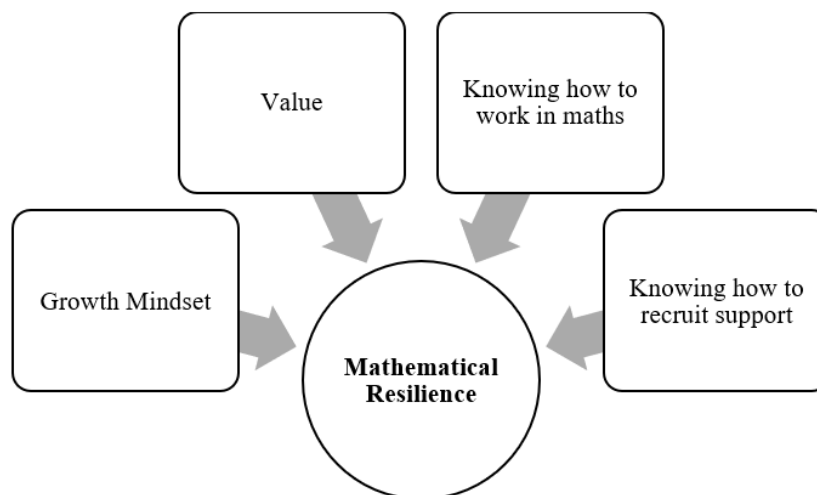 Value
Knowing how to
work in maths
Growth Mindset
Knowing how to
recruit support
Mathematical
Resilience